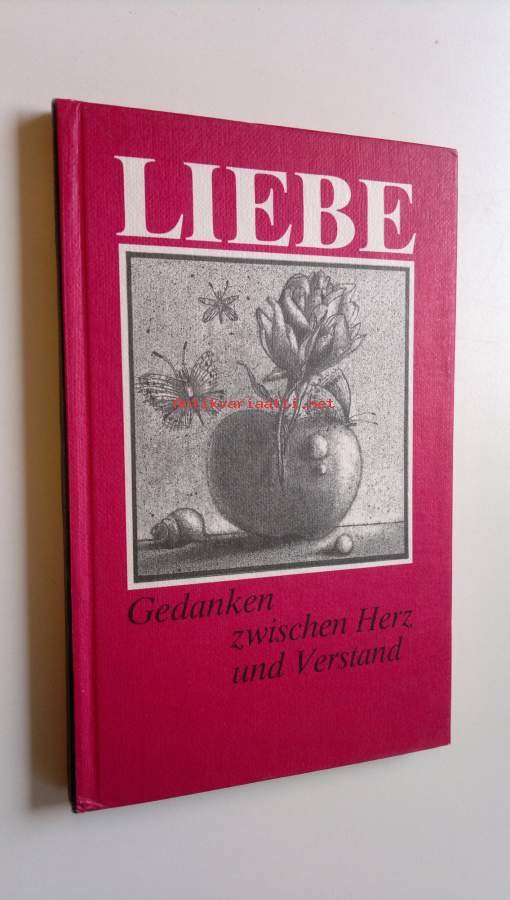 LIEBE
antikvariaatti.net
Gedanken
zwischen Herz
und Verstand